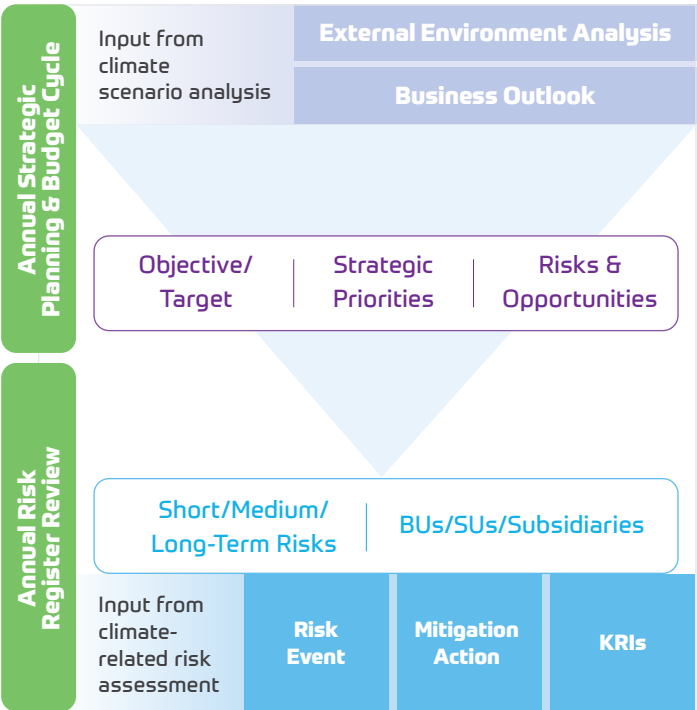 Annual Strategic
Planning & Budget Cycle
Input from
climate
scenario analysis
External Environment Analysis
Business Outlook
Objective/
Target
Strategic
Priorities
Risks &
Opportunities
Annual Risk
Register Review
Short/Medium/
Long-Term Risks
BUs/SUs/Subsidiaries
Input from
climate-
related risk
assessment
Risk
Event
Mitigation
Action
KRIs